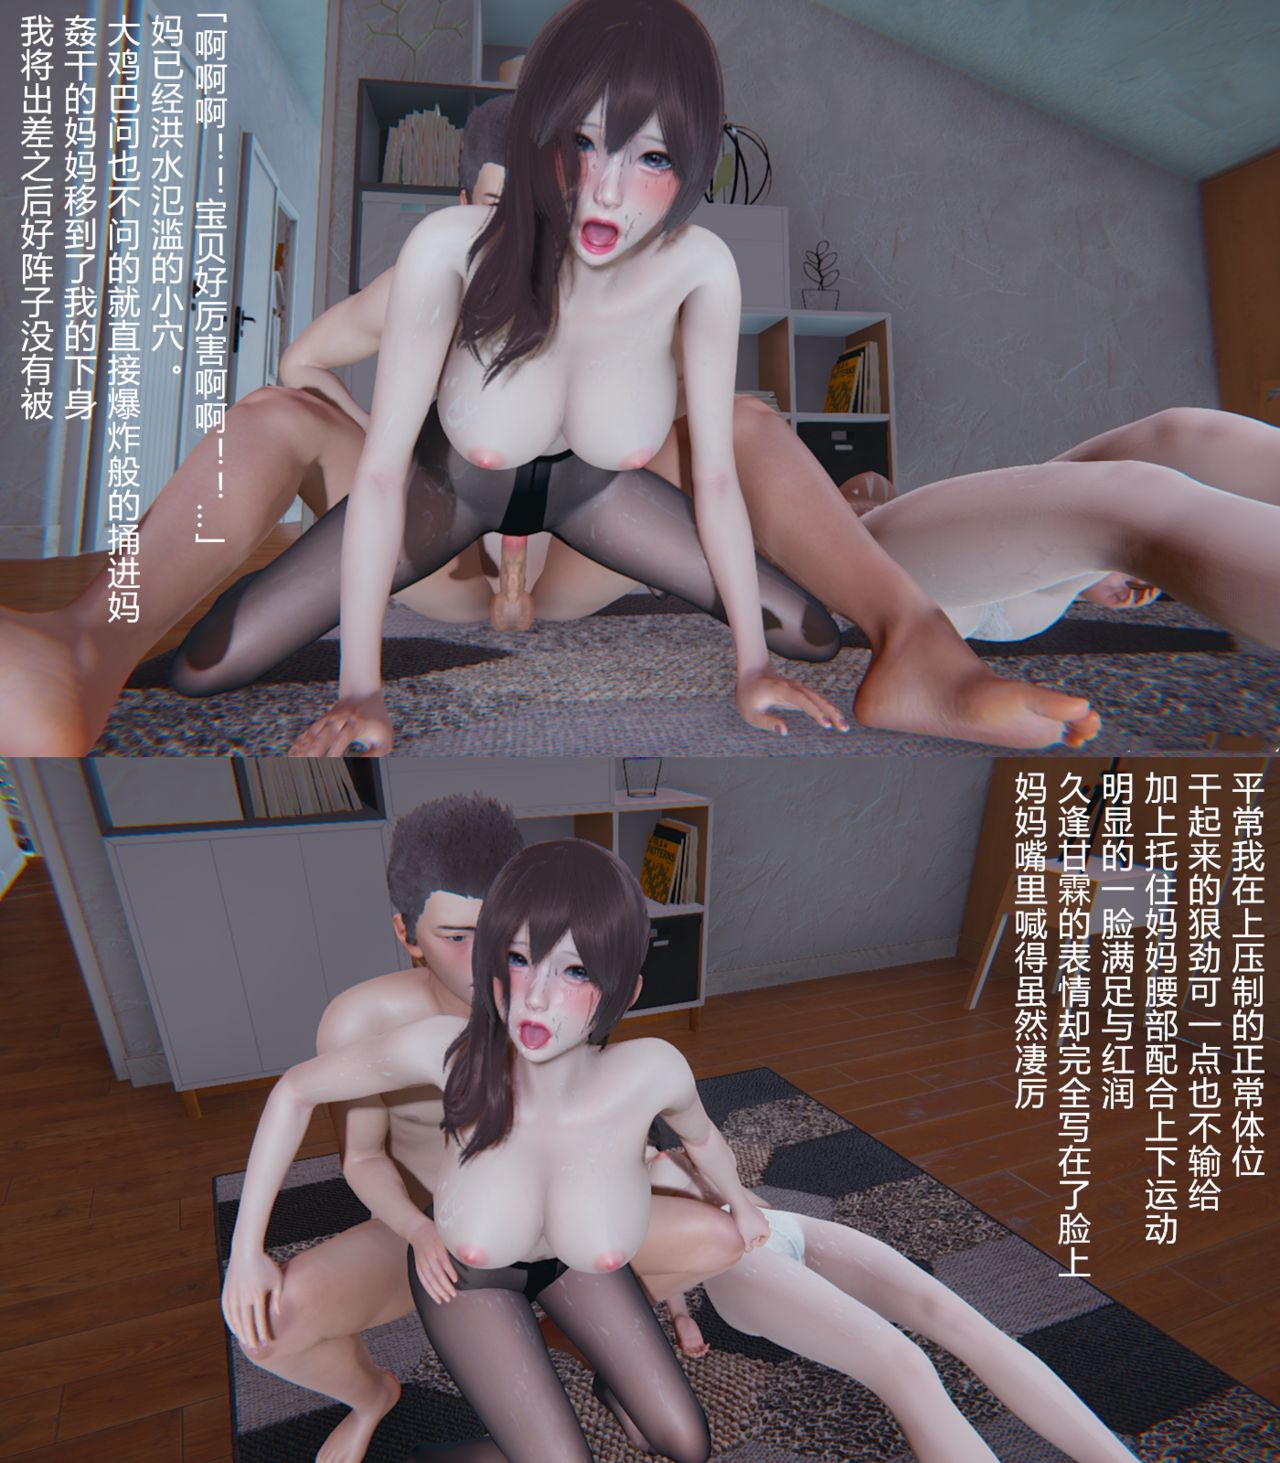 我将出差之后好阵子没有被
姦干的妈妈移到了我的下身
大鸡巴问也不问的就直接爆炸般的捅进妈
妈已经洪水氾滥的小穴。
「啊啊啊！！宝贝好厉害啊啊！！…」
妈妈嘴里喊得虽然凄厉
久逢甘霖的表情却完全写在了脸上
明显的一脸满足与红润
加上托住妈妈腰部配合上下运动
干起来的狠劲可一点也不输给
平常我在上压制的正常体位